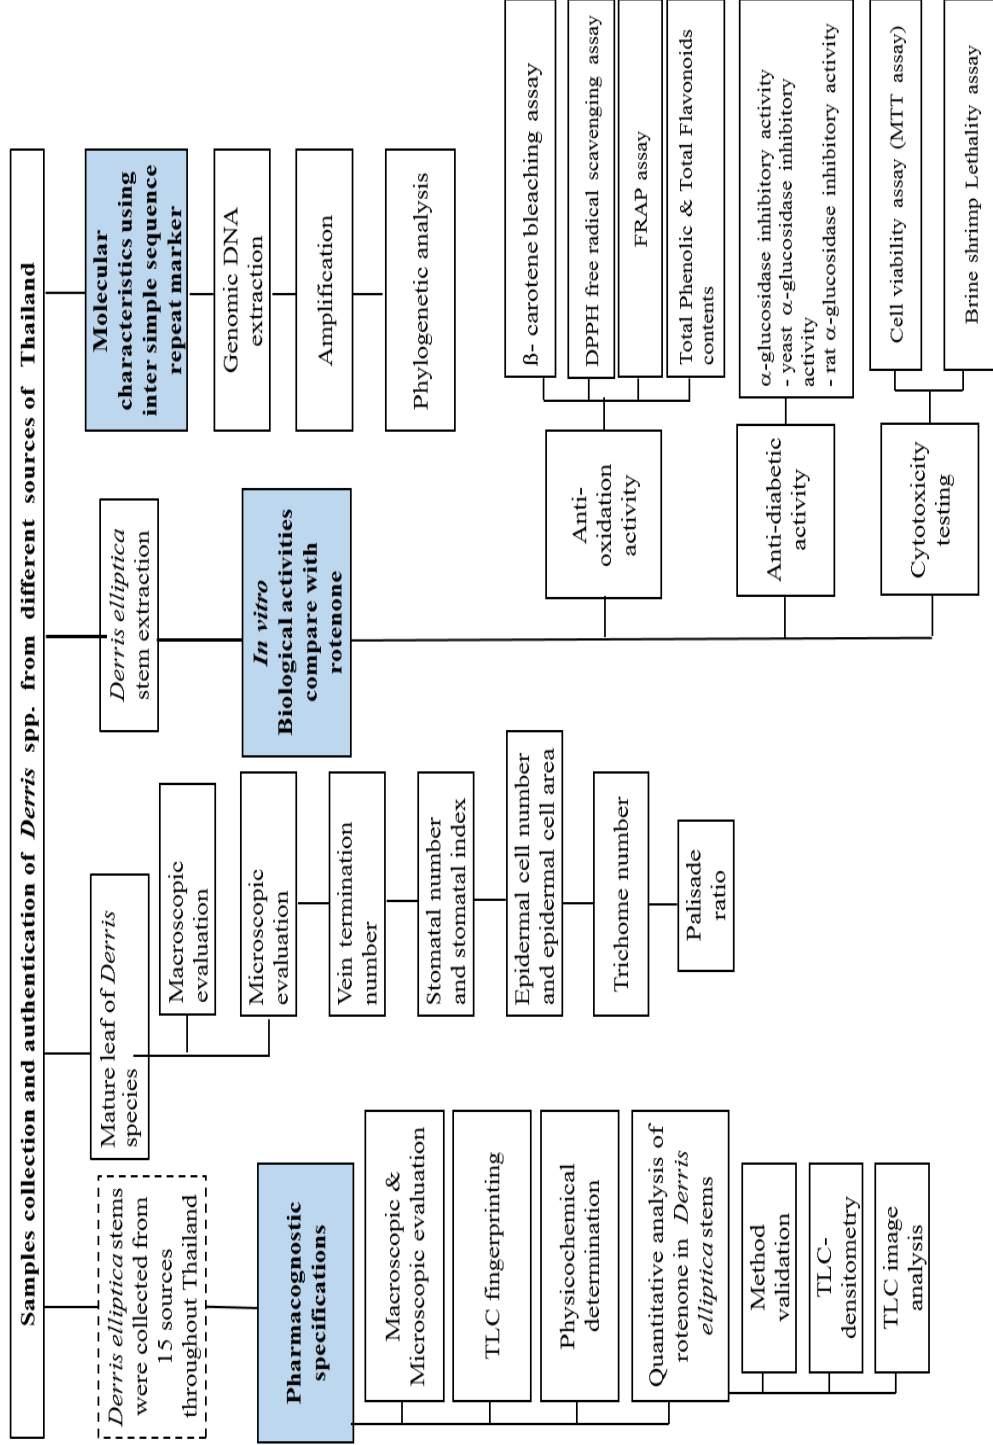 Samples collection and authentication of Derris spp. from different sources of Thailand
Derris elliptica stems
were collected from
15 sources
throughout Thailand
Pharmacognostic
specifications
Macroscopic &
Microscopic evaluation
TLC fingerprinting
Physicochemical
determination
Quantitative analysis of
rotenone in Derris
elliptica stems
Method
validation
TLC-
densitometry
TLC image
analysis
Mature leaf of Derris
species
Macroscopic
evaluation
Microscopic
evaluation
Vein termination
number
Stomatal number
and stomatal index
Epidermal cell number
and epidermal cell area
Trichome number
Palisade
ratio
Derris elliptica
stem extraction
In vitro
Biological activities
compare with
rotenone
Anti-
oxidation
activity
ß- carotene bleaching assay
DPPH free radical scavenging assay
FRAP assay
Total Phenolic & Total Flavonoids
contents
Anti-diabetic
activity
α-glucosidase inhibitory activity
- yeast α-glucosidase inhibitory
activity
- rat α-glucosidase inhibitory activity
Cytotoxicity
testing
Cell viability assay (MTT assay)
Brine shrimp Lethality assay
Molecular
characteristics using
inter simple sequence
repeat marker
Genomic DNA
extraction
Amplification
Phylogenetic analysis